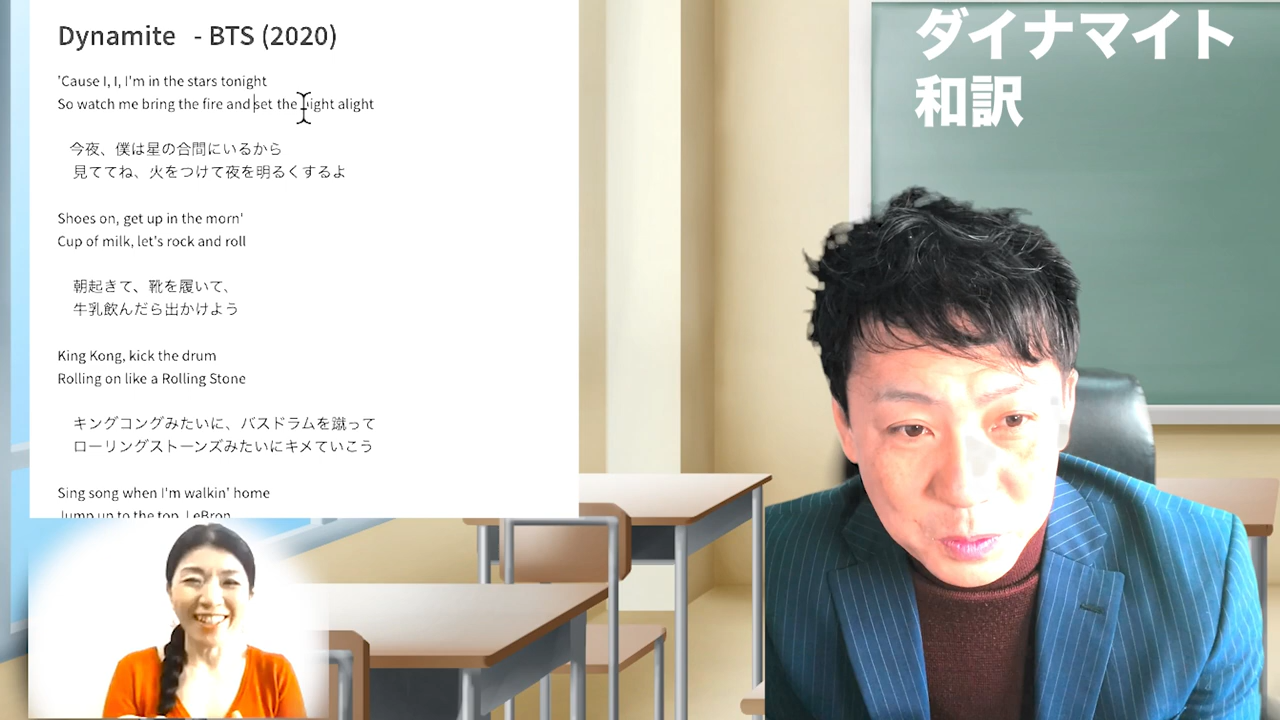 Dynamite - BTS (2020)
'Cause I, I, I'm in the stars tonight
So watch me bring the fire and set the night alight
今夜、僕は星の合間にいるから
見ててね、火をつけて夜を明るくするよ
Shoes on, get up in the morn'
Cup of milk, let's rock and roll
朝起きて、靴を履いて、
牛乳飲んだら出かけよう
King Kong, kick the drum
Rolling on like a Rolling Stone
キングコングみたいに、バスドラムを蹴って
ローリングストーンズみたいにキメていこう
Sing song when I'm walkin' home
Jump up to the top, LeBron
ダイナマイト
和訳